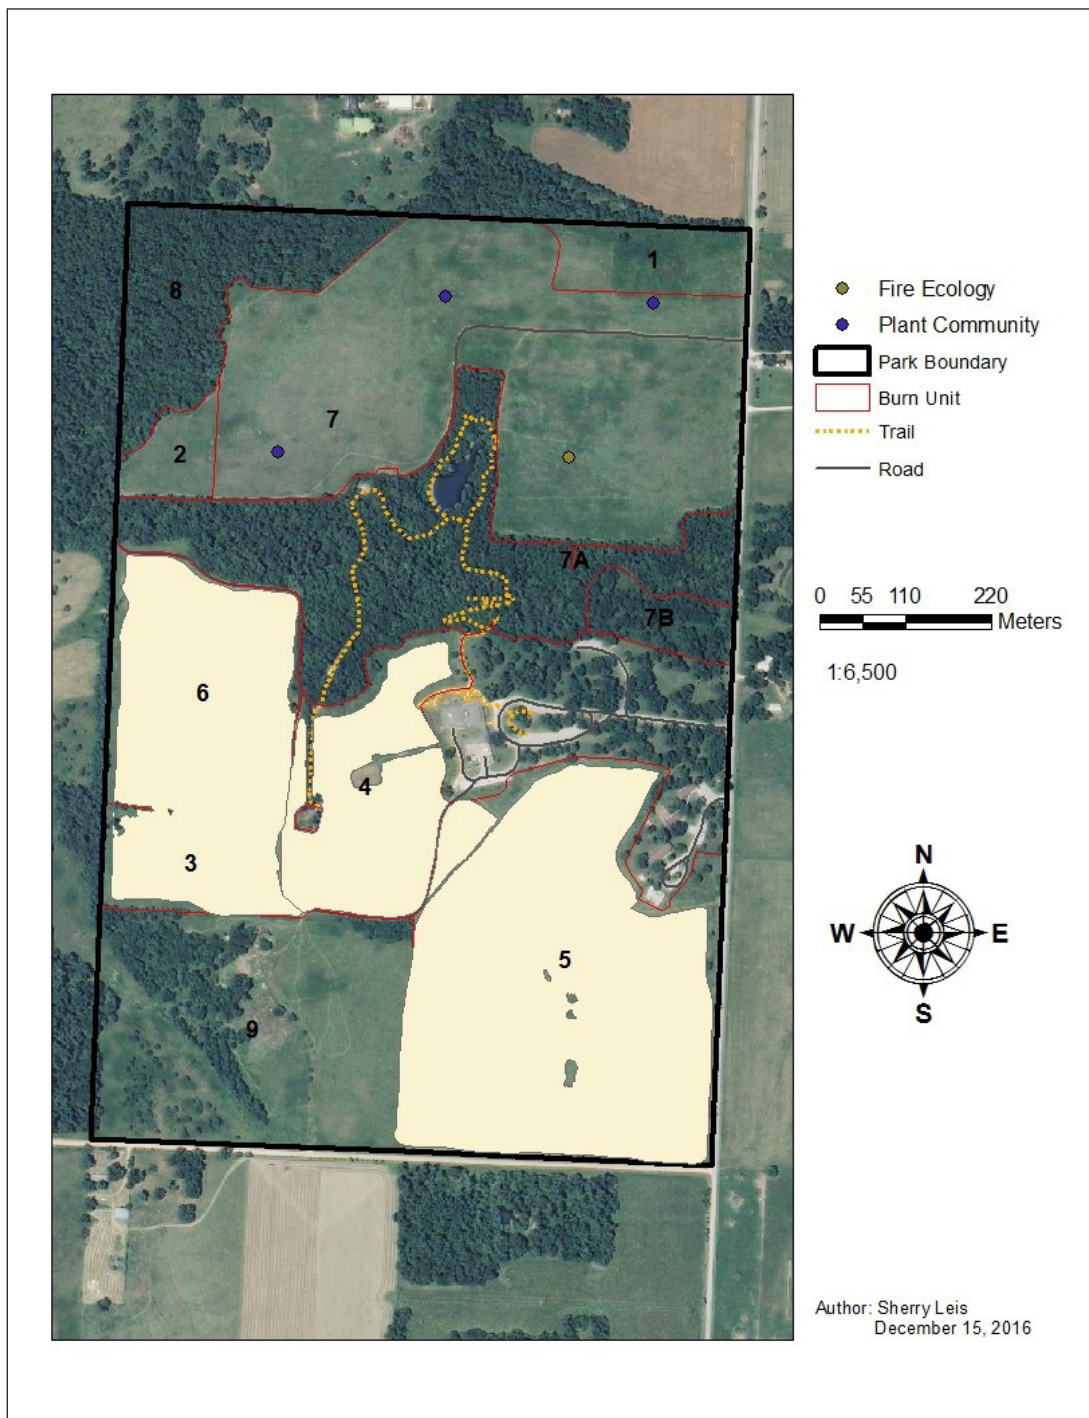 1
8
7
2
7A
7B
6
4
3
5
9
Fire Ecology
Plant Community
Park Boundary
Burn Unit
Trail
Road
0 55 110 220
Meters
1:6,500
N
W E
S
Author: Sherry Leis
December 15, 2016